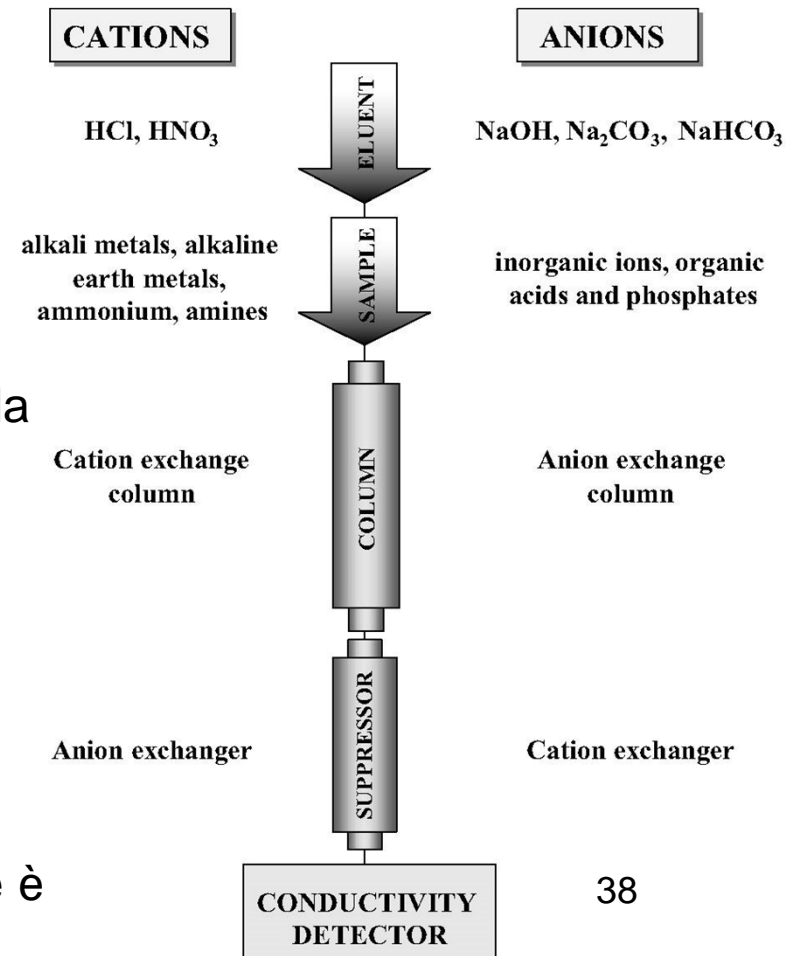 CATIONS
ANIONS
ELUENT
HCl, HNO₃
NaOH, Na₂CO₃, NaHCO₃
SAMPLE
alkali metals, alkaline
earth metals,
ammonium, amines
inorganic ions, organic
acids and phosphates
la
COLUMN
Cation exchange
column
Anion exchange
column
SUPPRESSOR
Anion exchanger
Cation exchanger
è
CONDUCTIVITY
DETECTOR
38